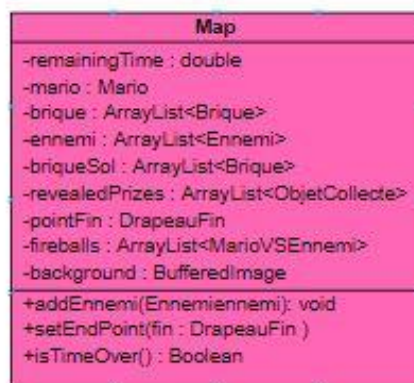 Map
-remainingTime : double
-mario : Mario
-brique : ArrayList<Brique>
-ennemi : ArrayList<Ennemi>
-briqueSol : ArrayList<Brique>
-revealedPrizes : ArrayList<ObjetCollecte>
-pointFin : DrapeauFin
-fireballs : ArrayList<MarioVSEnnemi>
-background : BufferedImage
+addEnnemi(Ennemiennemi): void
+setEndPoint(fin : DrapeauFin )
+isTimeOver() : Boolean